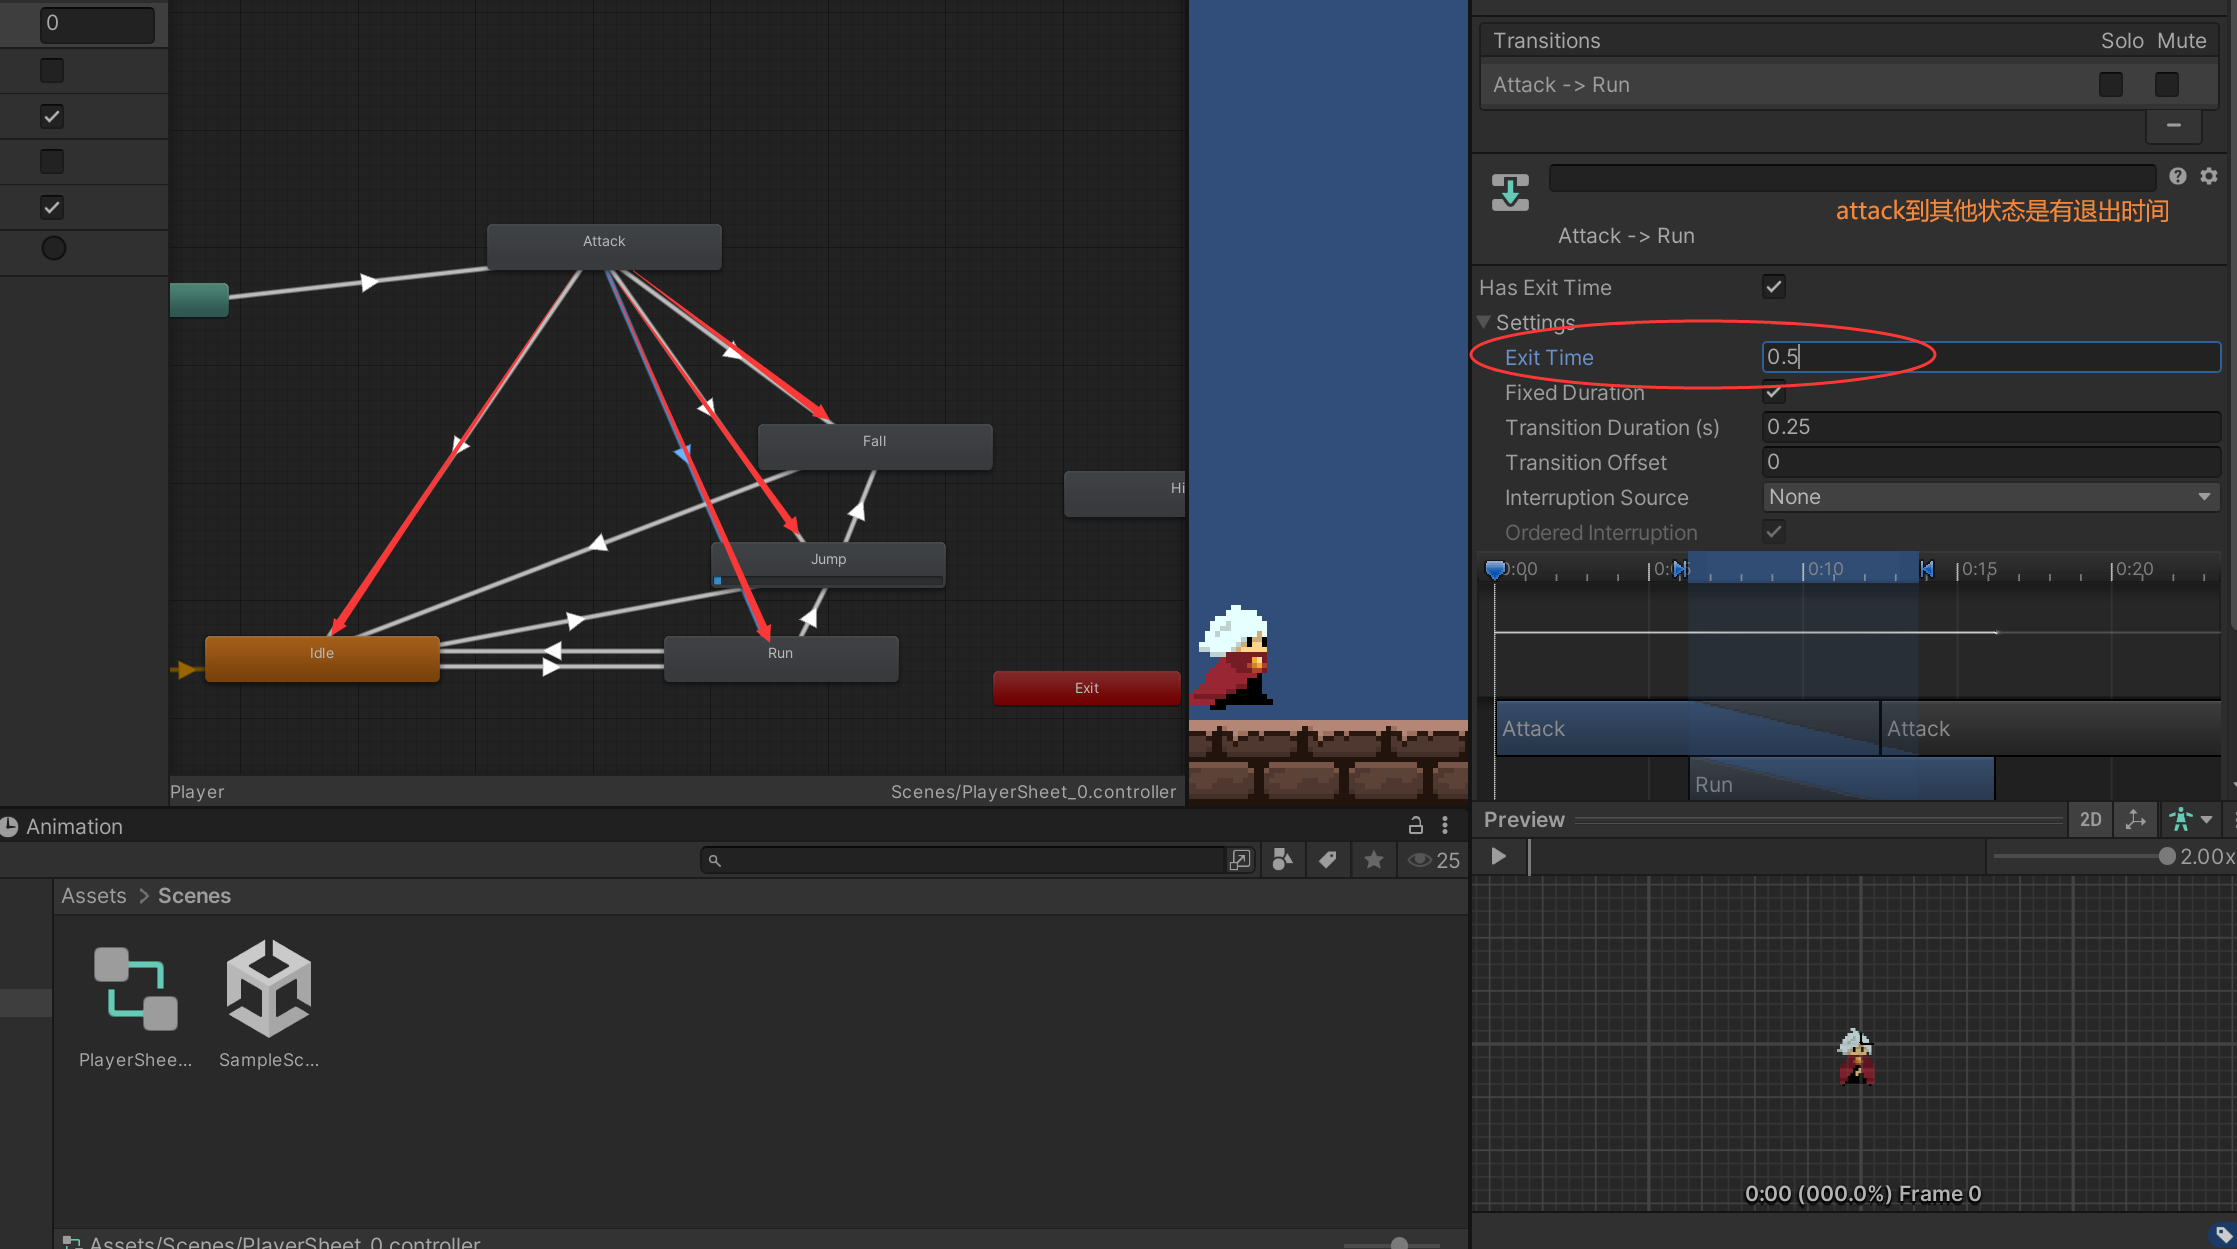 0
Attack
Fall
Hi
Jump
Idle
Run
Exit
Player
Scenes/PlayerSheet_0.controller
Transitions
Solo
Mute
Attack -> Run
attack到其他状态是有退出时间
Attack -> Run
Has Exit Time
Settings
Exit Time
0.5
Fixed Duration
Transition Duration (s)
0.25
Transition Offset
0
Interruption Source
None
Ordered Interruption
0:00
0:10
0:15
0:20
Attack
Attack
Run
Preview
2D
2.00x
0:00 (000.0%) Frame 0
Animation
25
Assets > Scenes
PlayerShee...
SampleSc...
Assets/Scenes/PlayerSheet_0.controller